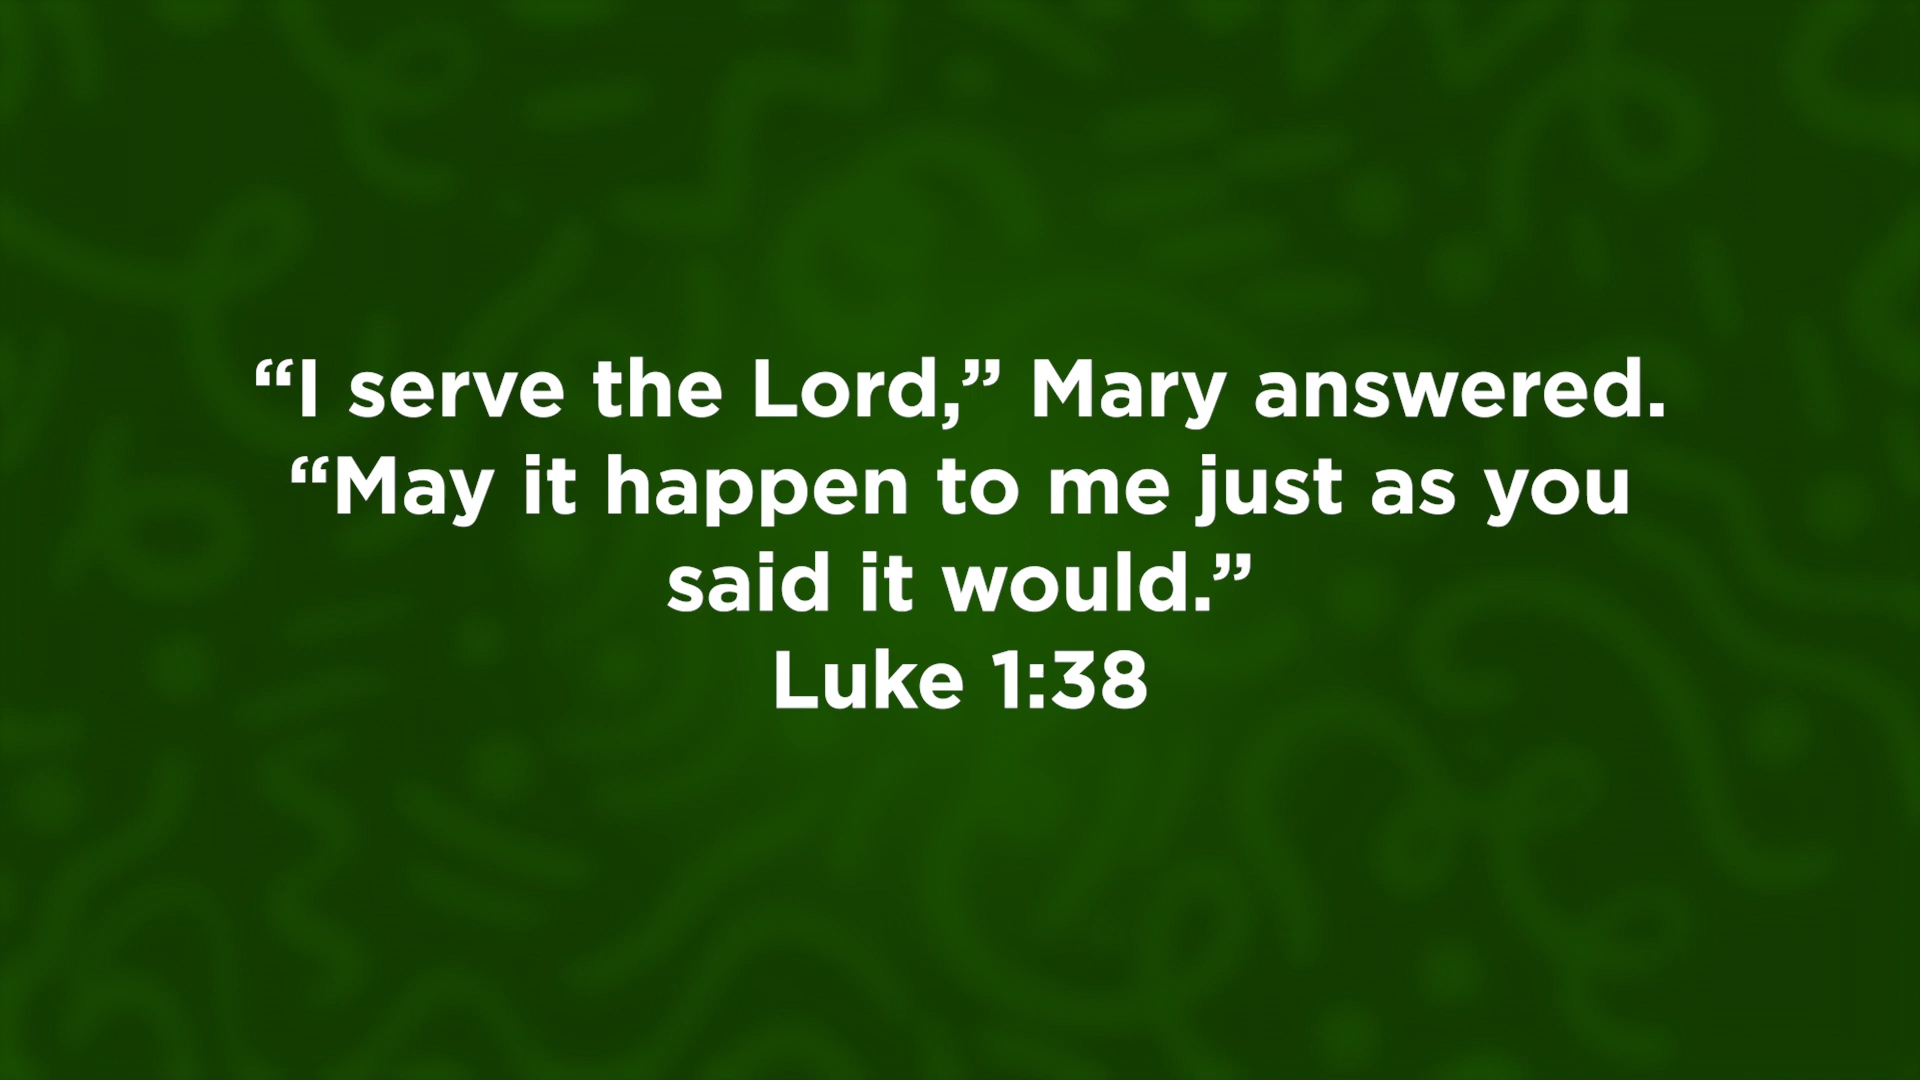 “I serve the Lord,” Mary answered.
“May it happen to me just as you
said it would.”
Luke 1:38